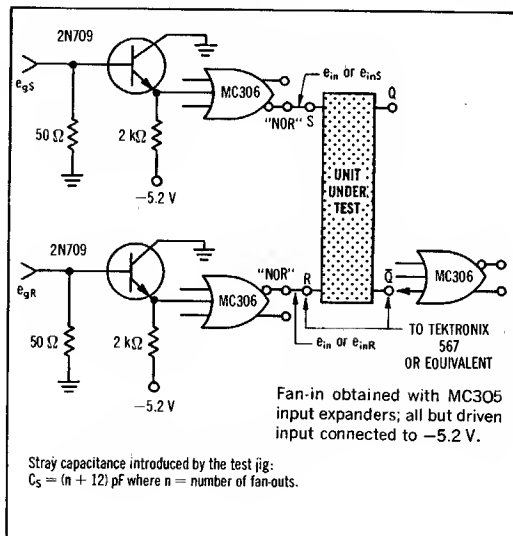 2N709
e_gS
50 Ω
2 kΩ
−5.2 V
MC306
"NOR"
e_in or e_inS
S
Q
UNIT
UNDER
TEST
2N709
e_gR
50 Ω
2 kΩ
−5.2 V
MC306
"NOR"
R
e_in or e_inR
Q̄
MC306
TO TEKTRONIX
567
OR EQUIVALENT
Fan-in obtained with MC305
input expanders; all but driven
input connected to −5.2 V.
Stray capacitance introduced by the test jig:
C_S = (n + 12) pF where n = number of fan-outs.